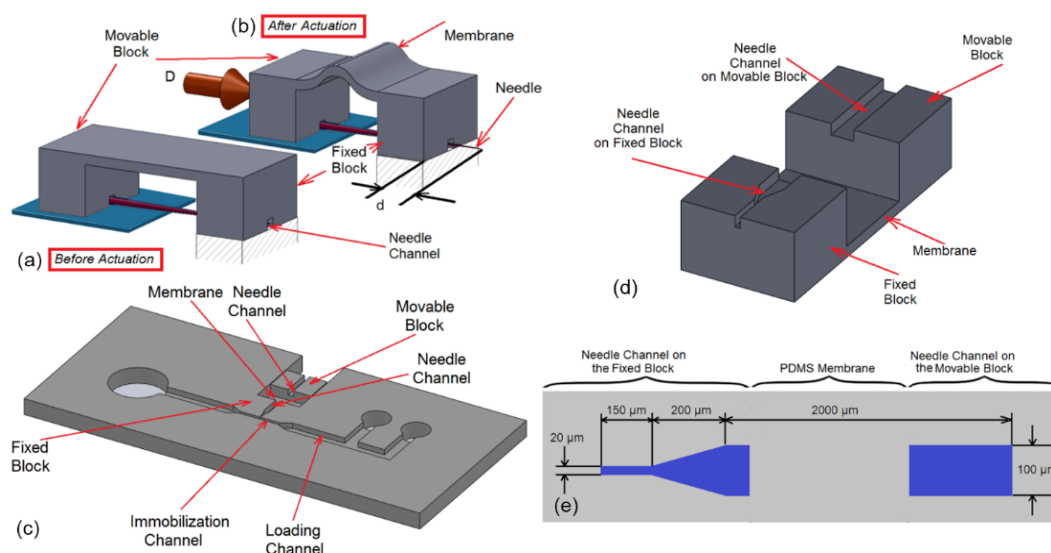 (b) After Actuation
Movable
Block
Membrane
D
Needle
Fixed
Block
d
Needle
Channel
(a) Before Actuation
Needle
Channel
on Movable Block
Movable
Block
Needle
Channel
on Fixed Block
Membrane
Fixed
Block
(d)
Membrane
Needle
Channel
Movable
Block
Needle
Channel
Fixed
Block
Immobilization
Channel
Loading
Channel
(c)
Needle Channel on
the Fixed Block
PDMS Membrane
Needle Channel on
the Movable Block
150 µm
200 µm
2000 µm
20 µm
100 µm
(e)